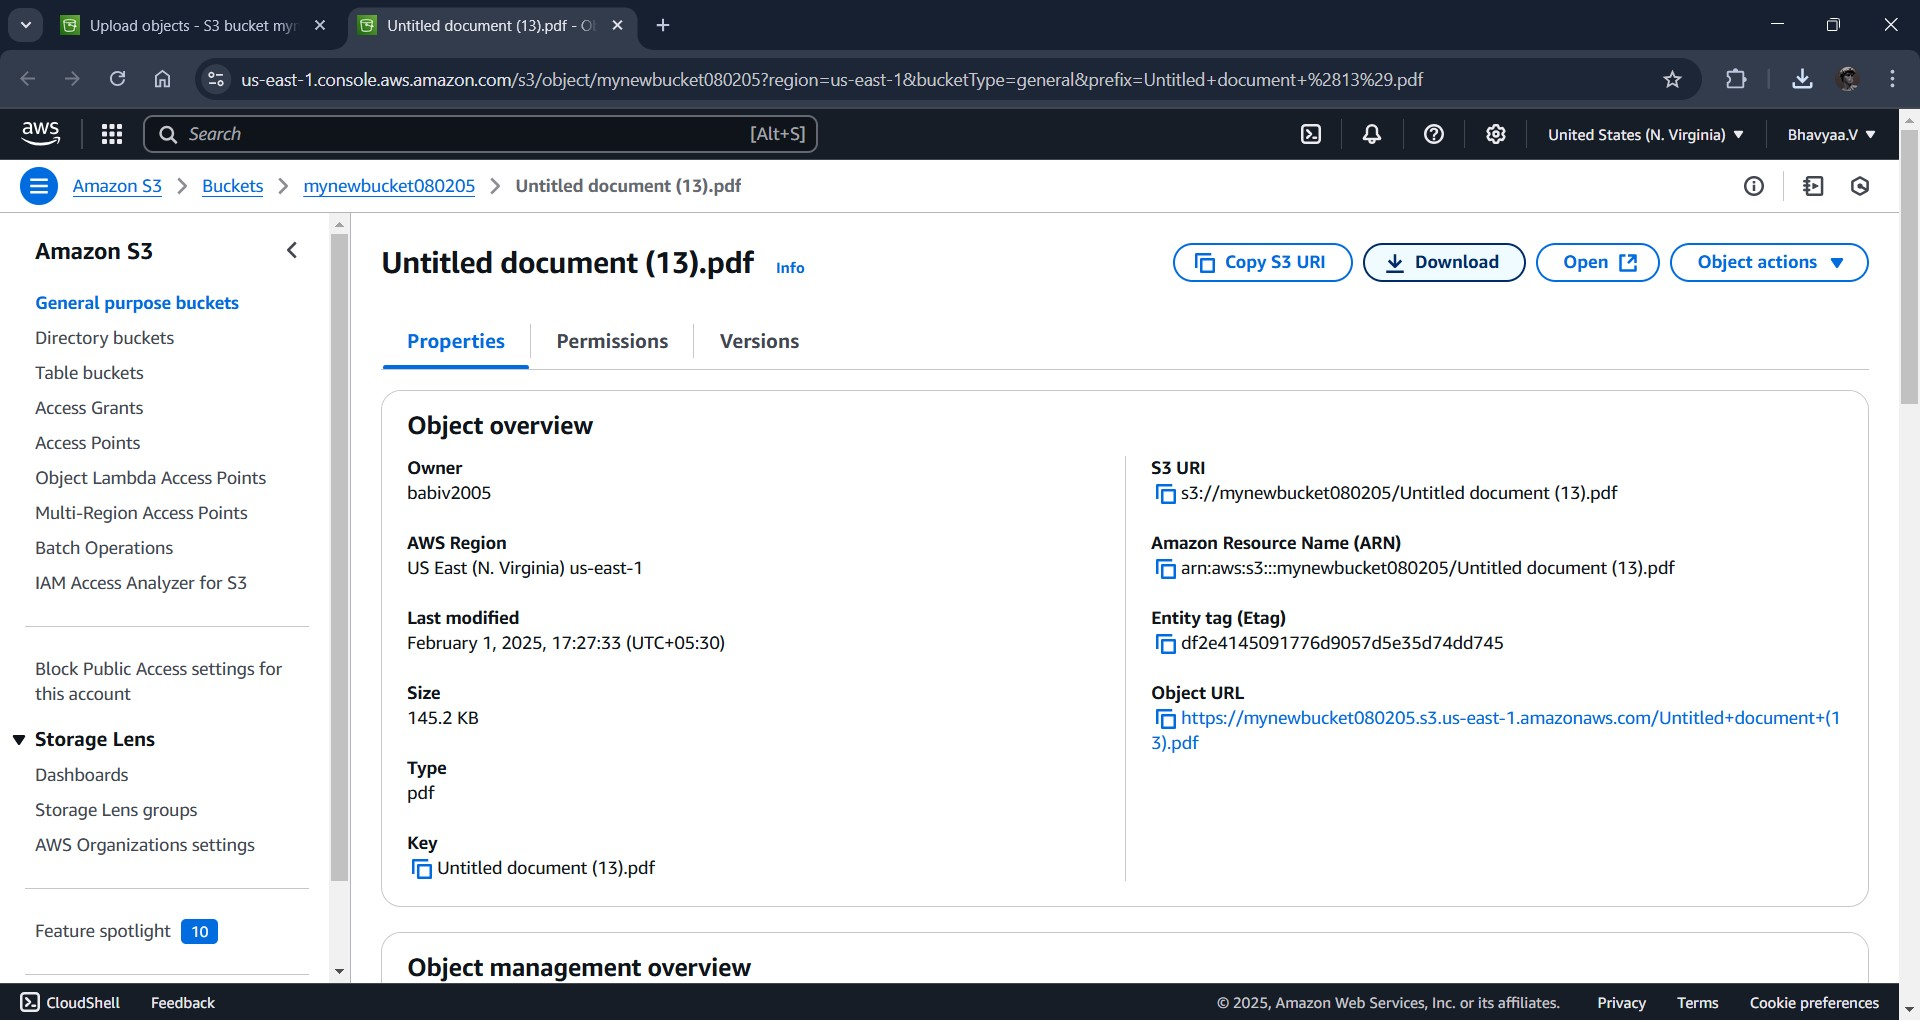 Upload objects - S3 bucket myn
Untitled document (13).pdf - O
us-east-1.console.aws.amazon.com/s3/object/mynewbucket080205?region=us-east-1&bucketType=general&prefix=Untitled+document+%2813%29.pdf
aws
Search
[Alt+S]
United States (N. Virginia)
Bhavyaa.V
Amazon S3
Buckets
mynewbucket080205
Untitled document (13).pdf
Amazon S3
General purpose buckets
Directory buckets
Table buckets
Access Grants
Access Points
Object Lambda Access Points
Multi-Region Access Points
Batch Operations
IAM Access Analyzer for S3
Block Public Access settings for
this account
Storage Lens
Dashboards
Storage Lens groups
AWS Organizations settings
Feature spotlight 10
Untitled document (13).pdf Info
Copy S3 URI
Download
Open
Object actions
Properties
Permissions
Versions
Object overview
Owner
babiv2005
AWS Region
US East (N. Virginia) us-east-1
Last modified
February 1, 2025, 17:27:33 (UTC+05:30)
Size
145.2 KB
Type
pdf
Key
Untitled document (13).pdf
S3 URI
s3://mynewbucket080205/Untitled document (13).pdf
Amazon Resource Name (ARN)
arn:aws:s3:::mynewbucket080205/Untitled document (13).pdf
Entity tag (Etag)
df2e4145091776d9057d5e35d74dd745
Object URL
https://mynewbucket080205.s3.us-east-1.amazonaws.com/Untitled+document+(1
3).pdf
Object management overview
CloudShell
Feedback
© 2025, Amazon Web Services, Inc. or its affiliates.
Privacy
Terms
Cookie preferences